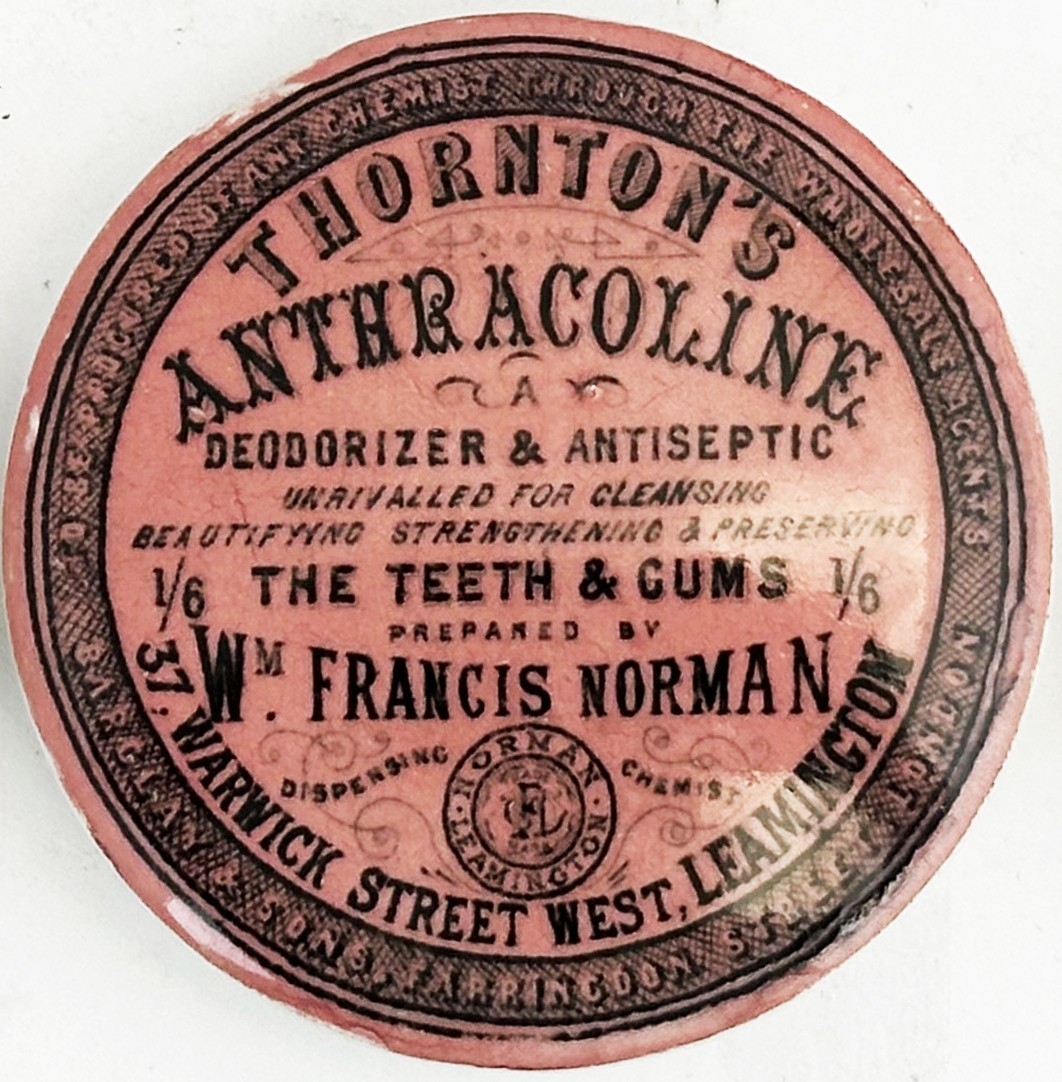 TO BE PROCURED OF ANY CHEMIST THROUGH THE WHOLESALE AGENTS
BARCLAY & SONS, FARRINGDON STREET LONDON
THORNTON'S
ANTHRACOLINE
A
DEODORIZER & ANTISEPTIC
UNRIVALLED FOR CLEANSING
BEAUTIFYING STRENGTHENING & PRESERVING
1/6 THE TEETH & GUMS 1/6
PREPARED BY
WM. FRANCIS NORMAN
DISPENSING CHEMIST
NORMAN
LEAMINGTON
37, WARWICK STREET WEST, LEAMINGTON